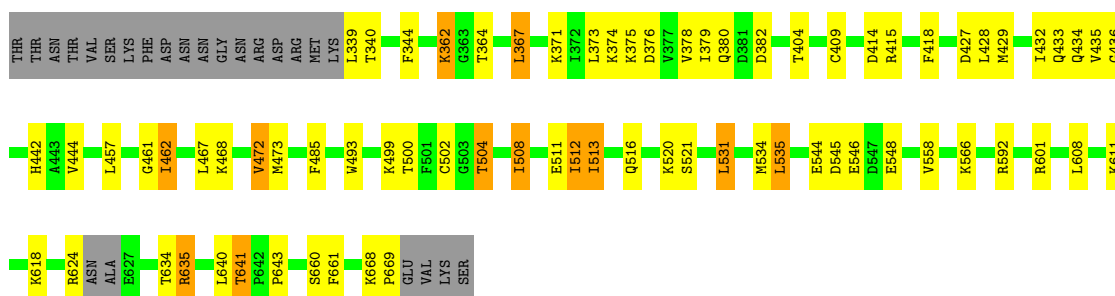 THR THR ASN THR VAL SER LYS PHE ASP ASN ASN GLY ASN ARG ASP ARG MET LYS L339 T340 F344 K362 G363 T364 L367 K371 I372 L373 K374 K375 D376 V377 V378 I379 Q380 D381 D382 T404 C409 D414 R415 F418 D427 L428 M429 I432 Q433 Q434 V435
H442 A443 V444 L457 G461 I462 L467 K468 V472 M473 F485 W493 K499 T500 F501 C502 G503 T504 I508 E511 I512 I513 Q516 K520 S521 L531 M534 L535 E544 D545 E546 D547 E548 V558 K566 R592 R601 L608 K611
K618 R624 ASN ALA E627 T634 R635 L640 T641 P642 P643 S660 F661 K668 P669 GLU VAL LYS SER